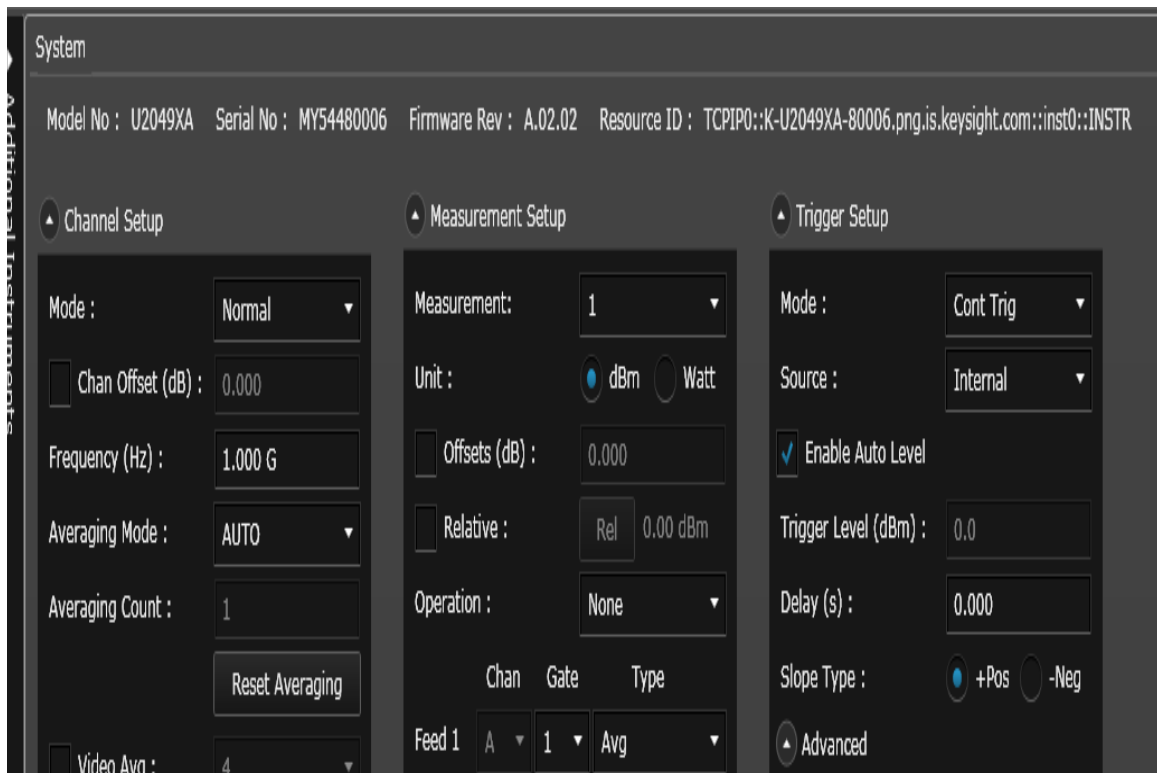 System
Additional Instruments
Model No : U2049XA Serial No : MY54480006 Firmware Rev : A.02.02 Resource ID : TCPIP0::K-U2049XA-80006.png.is.keysight.com::inst0::INSTR
Channel Setup
Mode : Normal
Chan Offset (dB) : 0.000
Frequency (Hz) : 1.000 G
Averaging Mode : AUTO
Averaging Count : 1
Reset Averaging
Video Avg : 4
Measurement Setup
Measurement: 1
Unit : dBm Watt
Offsets (dB) : 0.000
Relative : Rel 0.00 dBm
Operation : None
Chan Gate Type
Feed 1 A 1 Avg
Trigger Setup
Mode : Cont Trig
Source : Internal
Enable Auto Level
Trigger Level (dBm) : 0.0
Delay (s) : 0.000
Slope Type : +Pos -Neg
Advanced